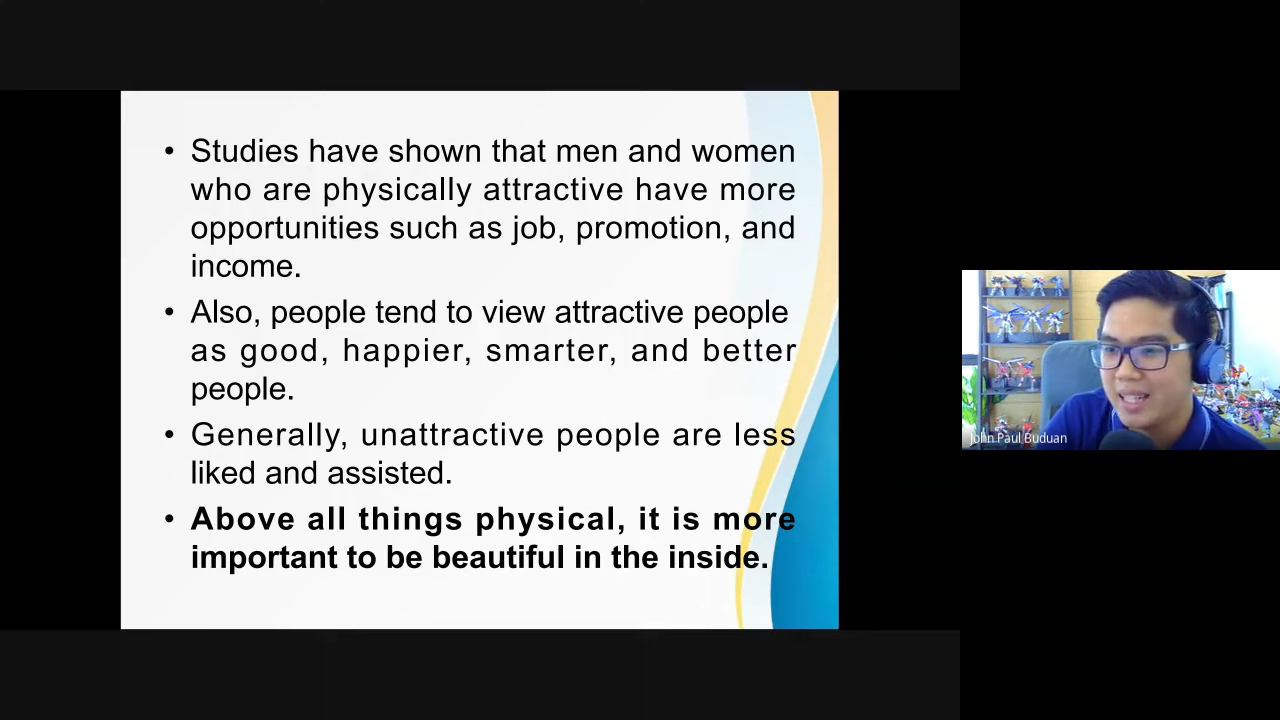 • Studies have shown that men and women
who are physically attractive have more
opportunities such as job, promotion, and
income.
• Also, people tend to view attractive people
as good, happier, smarter, and better
people.
• Generally, unattractive people are less
liked and assisted.
• Above all things physical, it is more
important to be beautiful in the inside.
John Paul Buduan